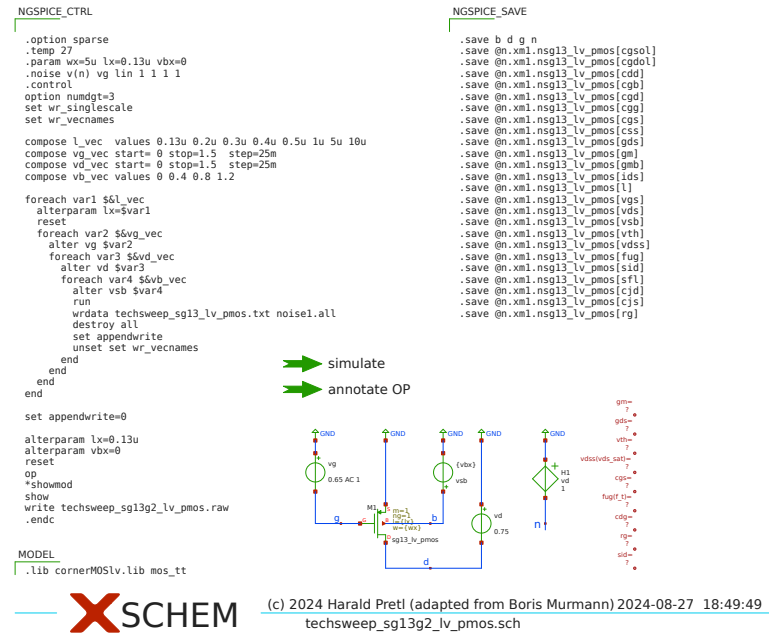 NGSPICE_CTRL
.option sparse
.temp 27
.param wx=5u lx=0.13u vbx=0
.noise v(n) vg lin 1 1 1 1
.control
option numdgt=3
set wr_singlescale
set wr_vecnames
compose l_vec  values 0.13u 0.2u 0.3u 0.4u 0.5u 1u 5u 10u
compose vg_vec start= 0 stop=1.5  step=25m
compose vd_vec start= 0 stop=1.5  step=25m
compose vb_vec values 0 0.4 0.8 1.2
foreach var1 $&l_vec
  alterparam lx=$var1
  reset
  foreach var2 $&vg_vec
    alter vg $var2
    foreach var3 $&vd_vec
      alter vd $var3
      foreach var4 $&vb_vec
        alter vsb $var4
        run
        wrdata techsweep_sg13_lv_pmos.txt noise1.all
        destroy all
        set appendwrite
        unset set wr_vecnames
      end
    end
  end
end
set appendwrite=0
alterparam lx=0.13u
alterparam vbx=0
reset
op
*showmod
show
write techsweep_sg13g2_lv_pmos.raw
.endc
MODEL
.lib cornerMOSlv.lib mos_tt
NGSPICE_SAVE
.save b d g n
.save @n.xm1.nsg13_lv_pmos[cgsol]
.save @n.xm1.nsg13_lv_pmos[cgdol]
.save @n.xm1.nsg13_lv_pmos[cdd]
.save @n.xm1.nsg13_lv_pmos[cgb]
.save @n.xm1.nsg13_lv_pmos[cgd]
.save @n.xm1.nsg13_lv_pmos[cgg]
.save @n.xm1.nsg13_lv_pmos[cgs]
.save @n.xm1.nsg13_lv_pmos[css]
.save @n.xm1.nsg13_lv_pmos[gds]
.save @n.xm1.nsg13_lv_pmos[gm]
.save @n.xm1.nsg13_lv_pmos[gmb]
.save @n.xm1.nsg13_lv_pmos[ids]
.save @n.xm1.nsg13_lv_pmos[l]
.save @n.xm1.nsg13_lv_pmos[vgs]
.save @n.xm1.nsg13_lv_pmos[vds]
.save @n.xm1.nsg13_lv_pmos[vsb]
.save @n.xm1.nsg13_lv_pmos[vth]
.save @n.xm1.nsg13_lv_pmos[vdss]
.save @n.xm1.nsg13_lv_pmos[fug]
.save @n.xm1.nsg13_lv_pmos[sid]
.save @n.xm1.nsg13_lv_pmos[sfl]
.save @n.xm1.nsg13_lv_pmos[cjd]
.save @n.xm1.nsg13_lv_pmos[cjs]
.save @n.xm1.nsg13_lv_pmos[rg]
simulate
annotate OP
GND
GND
GND
GND
GND
vg
0.65 AC 1
{vbx}
vsb
H1
vd
1
M1
S
m=1
ng=1
l={lx}
w={wx}
G
B
D
sg13_lv_pmos
g
b
vd
0.75
n
d
gm=
?
gds=
?
vth=
?
vdss(vds_sat)=
?
cgs=
?
fug(f_t)=
?
cdg=
?
rg=
?
sid=
?
XSCHEM
(c) 2024 Harald Pretl (adapted from Boris Murmann) 2024-08-27  18:49:49
techsweep_sg13g2_lv_pmos.sch